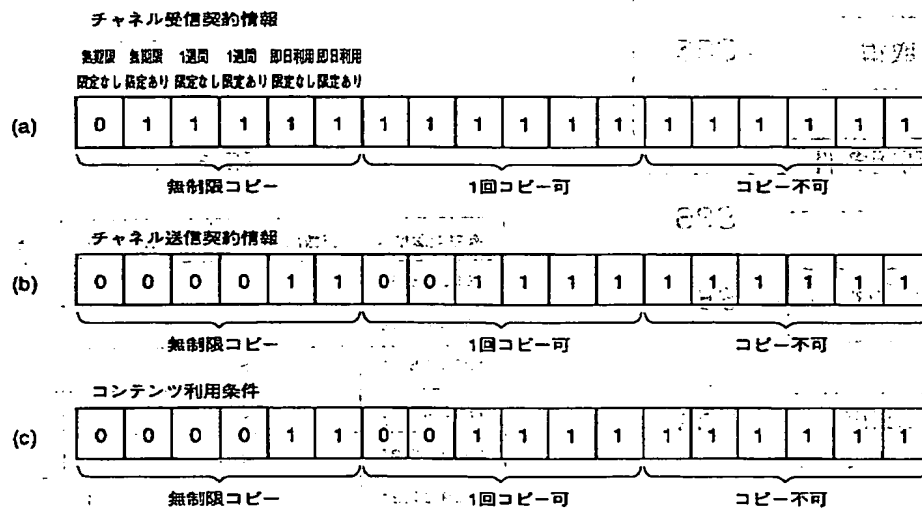 チャネル受信契約情報
無期限 無期限 1週間 1週間 即日利用 即日利用
限定なし 限定あり 限定なし 限定あり 限定なし 限定あり
(a) 0 1 1 1 1 1 1 1 1 1 1 1 1 1 1 1 1 1
無制限コピー 1回コピー可 コピー不可
チャネル送信契約情報
(b) 0 0 0 0 1 1 0 0 1 1 1 1 1 1 1 1 1 1
無制限コピー 1回コピー可 コピー不可
コンテンツ利用条件
(c) 0 0 0 0 1 1 0 0 1 1 1 1 1 1 1 1 1 1
無制限コピー 1回コピー可 コピー不可